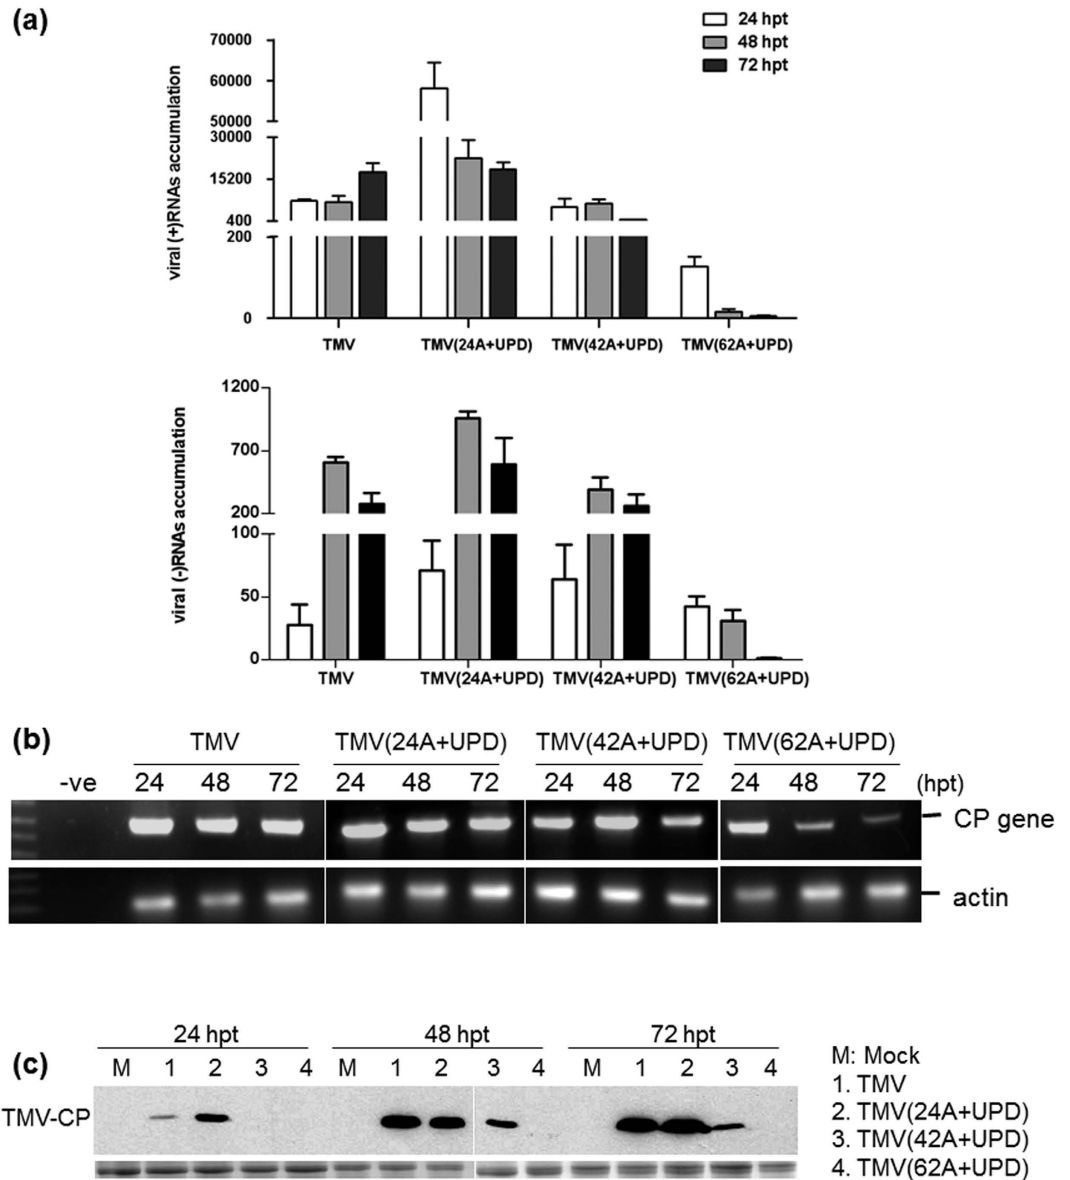 (a)
24 hpt
48 hpt
72 hpt
viral (+)RNAs accumulation
70000
60000
50000
30000
15200
400
200
0
TMV TMV(24A+UPD) TMV(42A+UPD) TMV(62A+UPD)
viral (-)RNAs accumulation
1200
700
200
100
50
0
TMV TMV(24A+UPD) TMV(42A+UPD) TMV(62A+UPD)
(b)
TMV TMV(24A+UPD) TMV(42A+UPD) TMV(62A+UPD)
-ve 24 48 72 24 48 72 24 48 72 24 48 72 (hpt)
CP gene
actin
(c)
24 hpt 48 hpt 72 hpt
M 1 2 3 4 M 1 2 3 4 M 1 2 3 4
TMV-CP
M: Mock
1. TMV
2. TMV(24A+UPD)
3. TMV(42A+UPD)
4. TMV(62A+UPD)